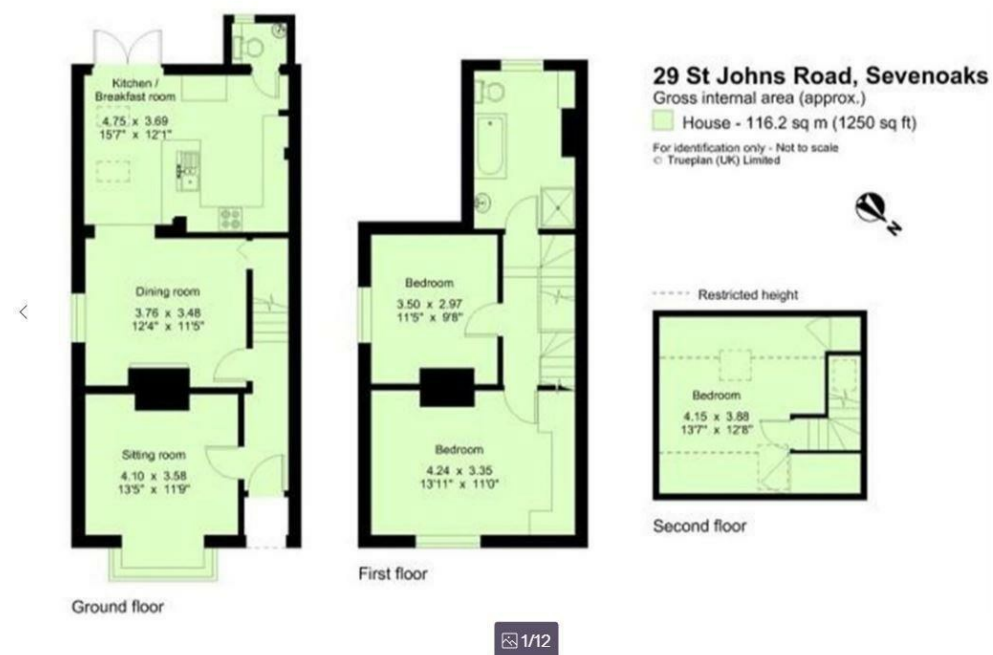 29 St Johns Road, Sevenoaks
Gross internal area (approx.)
House - 116.2 sq m (1250 sq ft)
For identification only - Not to scale
© Trueplan (UK) Limited
N
Kitchen /
Breakfast room
4.75 x 3.69
15'7" x 12'1"
Dining room
3.76 x 3.48
12'4" x 11'5"
Sitting room
4.10 x 3.58
13'5" x 11'9"
Ground floor
Bedroom
3.50 x 2.97
11'5" x 9'8"
Bedroom
4.24 x 3.35
13'11" x 11'0"
First floor
Restricted height
Bedroom
4.15 x 3.88
13'7" x 12'8"
Second floor
1/12